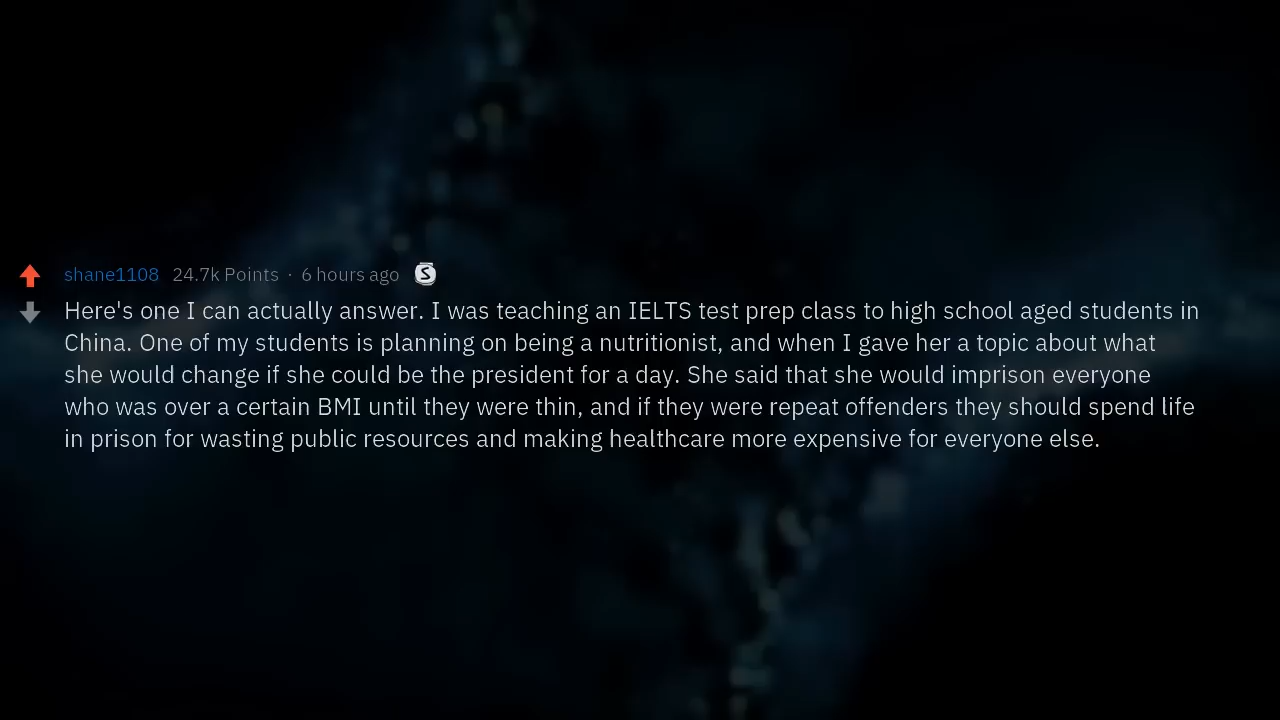 shane1108 24.7k Points · 6 hours ago S
Here's one I can actually answer. I was teaching an IELTS test prep class to high school aged students in
China. One of my students is planning on being a nutritionist, and when I gave her a topic about what
she would change if she could be the president for a day. She said that she would imprison everyone
who was over a certain BMI until they were thin, and if they were repeat offenders they should spend life
in prison for wasting public resources and making healthcare more expensive for everyone else.